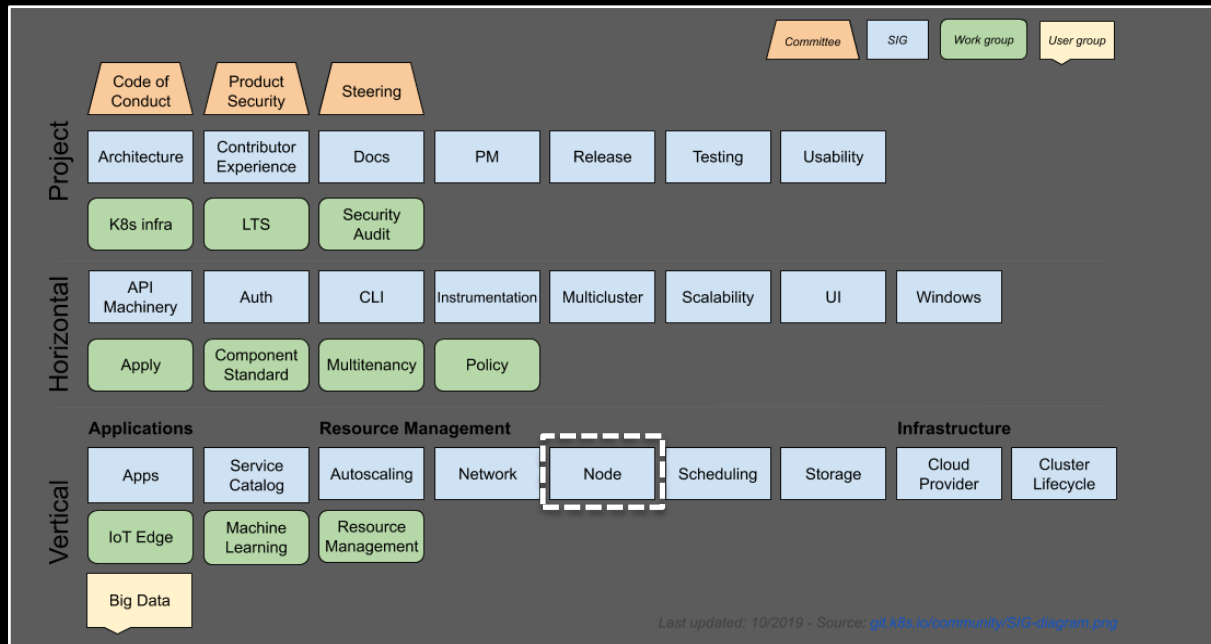 Committee
SIG
Work group
User group
Project
Code of
Conduct
Product
Security
Steering
Architecture
Contributor
Experience
Docs
PM
Release
Testing
Usability
K8s infra
LTS
Security
Audit
Horizontal
API
Machinery
Auth
CLI
Instrumentation
Multicluster
Scalability
UI
Windows
Apply
Component
Standard
Multitenancy
Policy
Vertical
Applications
Resource Management
Infrastructure
Apps
Service
Catalog
Autoscaling
Network
Node
Scheduling
Storage
Cloud
Provider
Cluster
Lifecycle
IoT Edge
Machine
Learning
Resource
Management
Big Data
Last updated: 10/2019 - Source: git.k8s.io/community/SIG-diagram.png